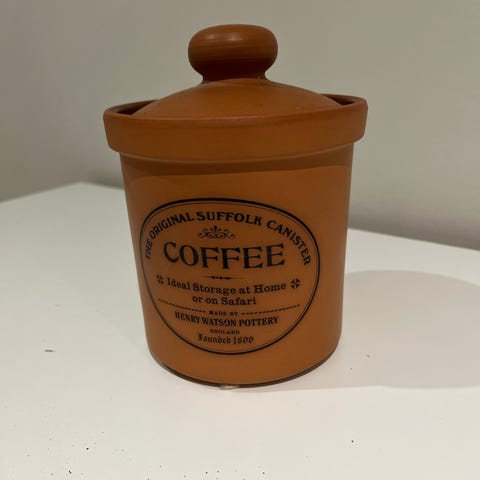 THE ORIGINAL SUFFOLK CANISTER
COFFEE
Ideal Storage at Home
or on Safari
MADE BY
HENRY WATSON POTTERY
ENGLAND
Founded 1800